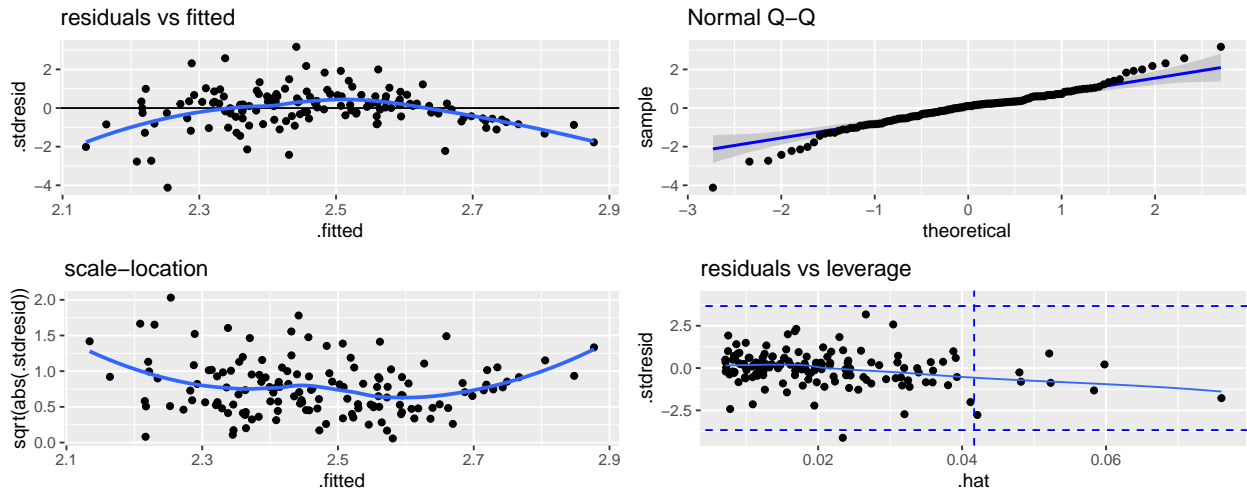 residuals vs fitted
.stdresid
2
0
−2
−4
2.1 2.3 2.5 2.7 2.9
.fitted
Normal Q−Q
sample
2
0
−2
−4
−3 −2 −1 0 1 2
theoretical
scale−location
sqrt(abs(.stdresid))
2.0
1.5
1.0
0.5
0.0
2.1 2.3 2.5 2.7 2.9
.fitted
residuals vs leverage
.stdresid
2.5
0.0
−2.5
0.02 0.04 0.06
.hat